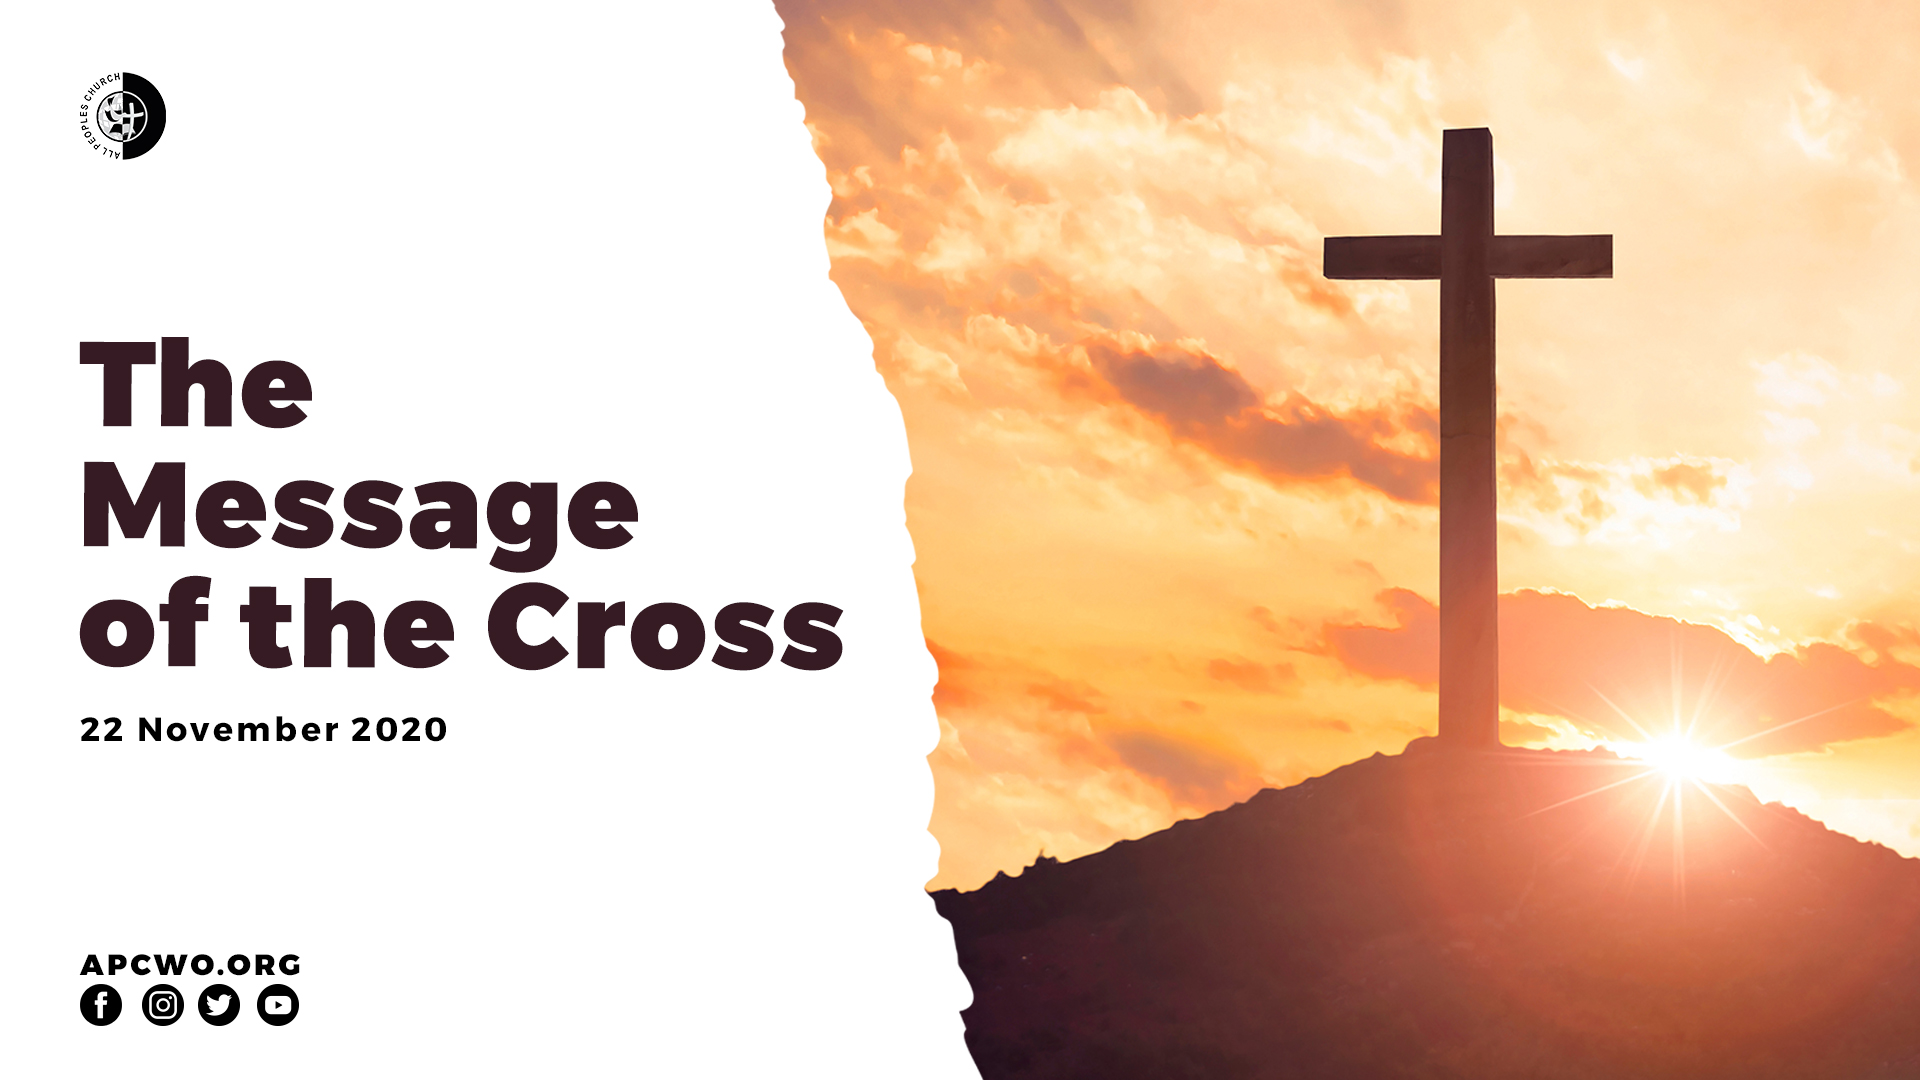 ALL PEOPLES CHURCH
The
Message
of the Cross
22 November 2020
APCWO.ORG